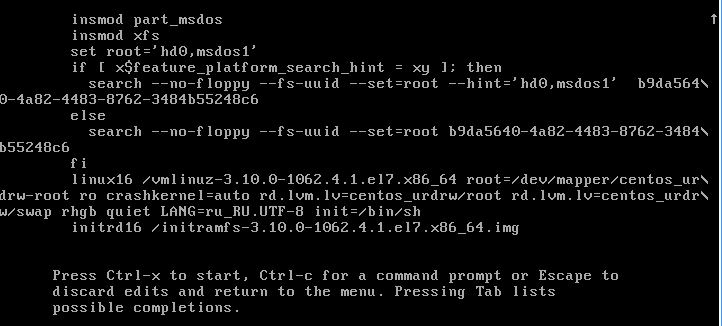 insmod part_msdos
insmod xfs
set root='hd0,msdos1'
if [ x$feature_platform_search_hint = xy ]; then
search --no-floppy --fs-uuid --set=root --hint='hd0,msdos1'  b9da564\
0-4a82-4483-8762-3484b55248c6
else
search --no-floppy --fs-uuid --set=root b9da5640-4a82-4483-8762-3484\
b55248c6
fi
linux16 /vmlinuz-3.10.0-1062.4.1.el7.x86_64 root=/dev/mapper/centos_ur\
drw-root ro crashkernel=auto rd.lvm.lv=centos_urdrw/root rd.lvm.lv=centos_urdr\
w/swap rhgb quiet LANG=ru_RU.UTF-8 init=/bin/sh
initrd16 /initramfs-3.10.0-1062.4.1.el7.x86_64.img
Press Ctrl-x to start, Ctrl-c for a command prompt or Escape to
discard edits and return to the menu. Pressing Tab lists
possible completions.